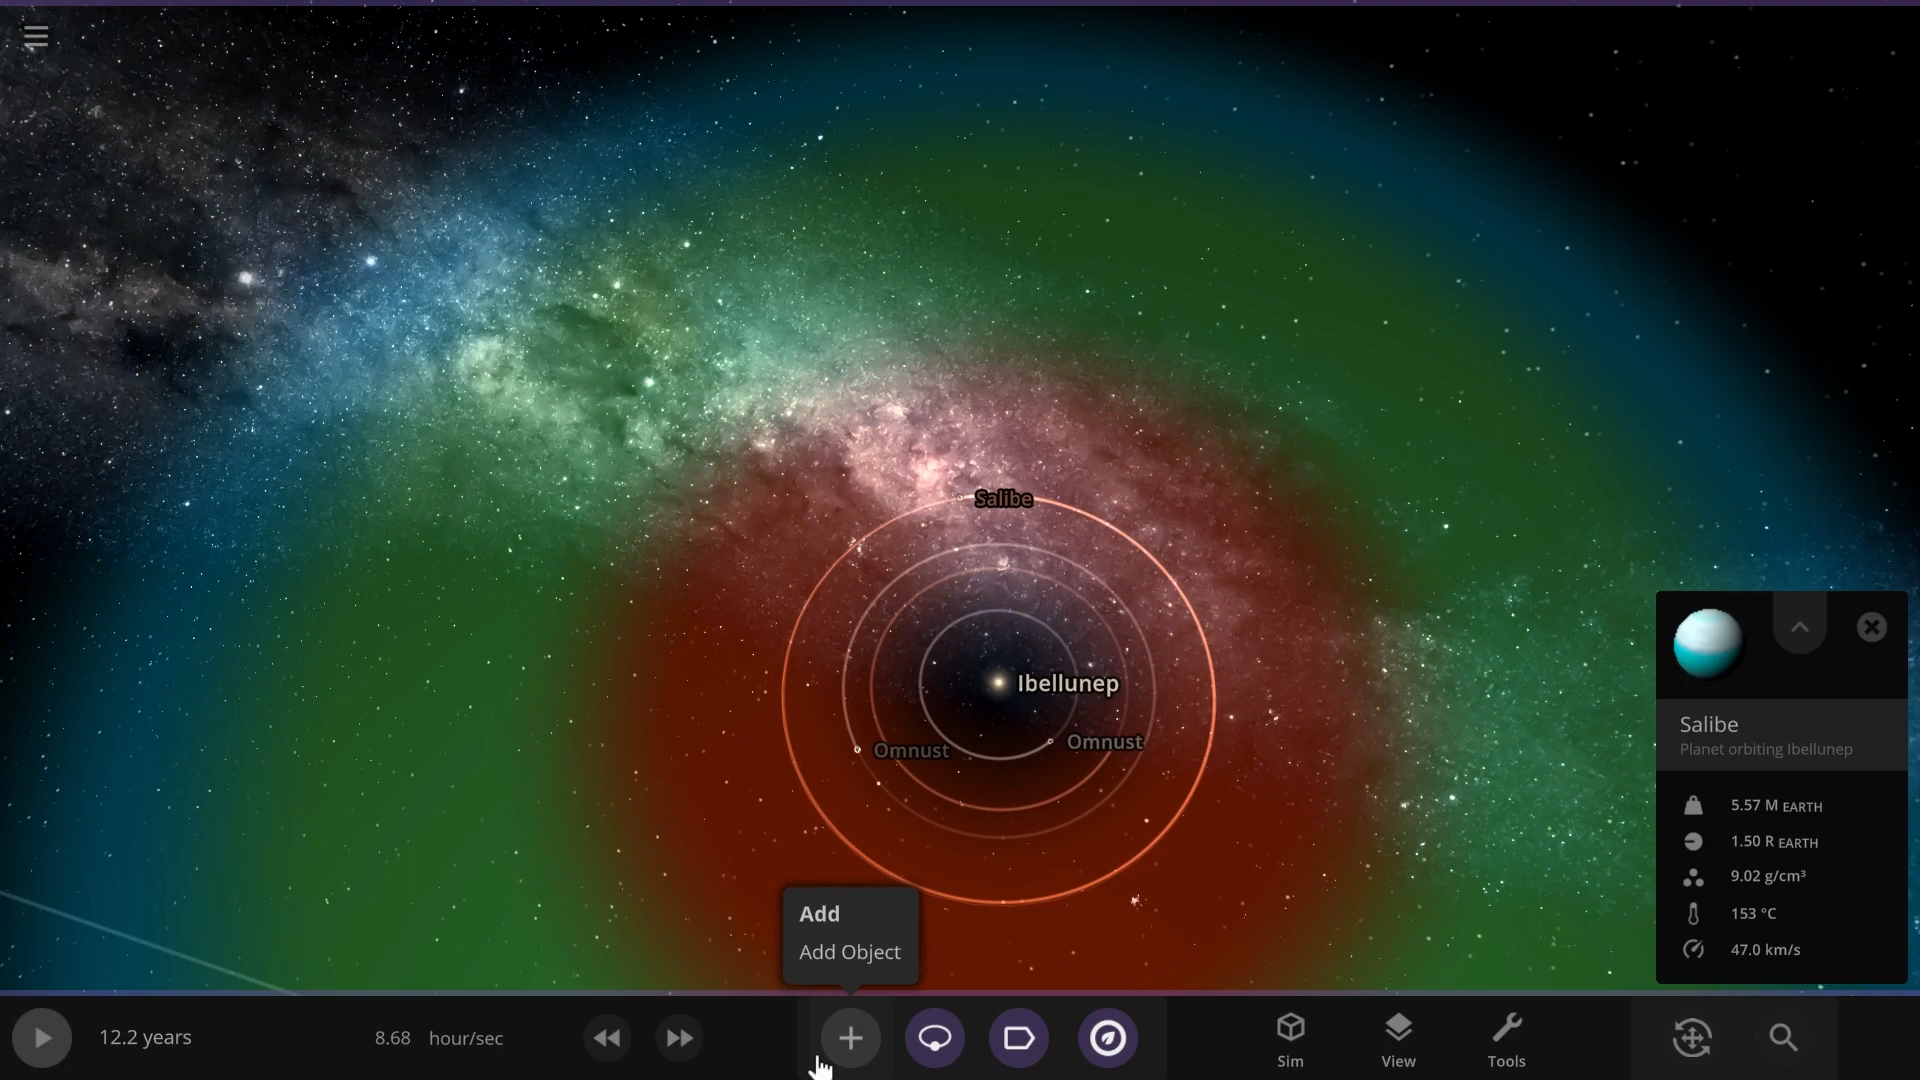 Salibe
Ibellunep
Omnust
Omnust
Salibe
Planet orbiting Ibellunep
5.57 M EARTH
1.50 R EARTH
9.02 g/cm³
153 °C
47.0 km/s
Add
Add Object
12.2 years
8.68 hour/sec
Sim
View
Tools